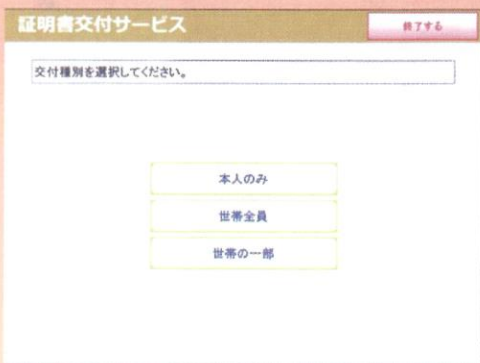 証明書交付サービス
終了する
交付種別を選択してください。
本人のみ
世帯全員
世帯の一部